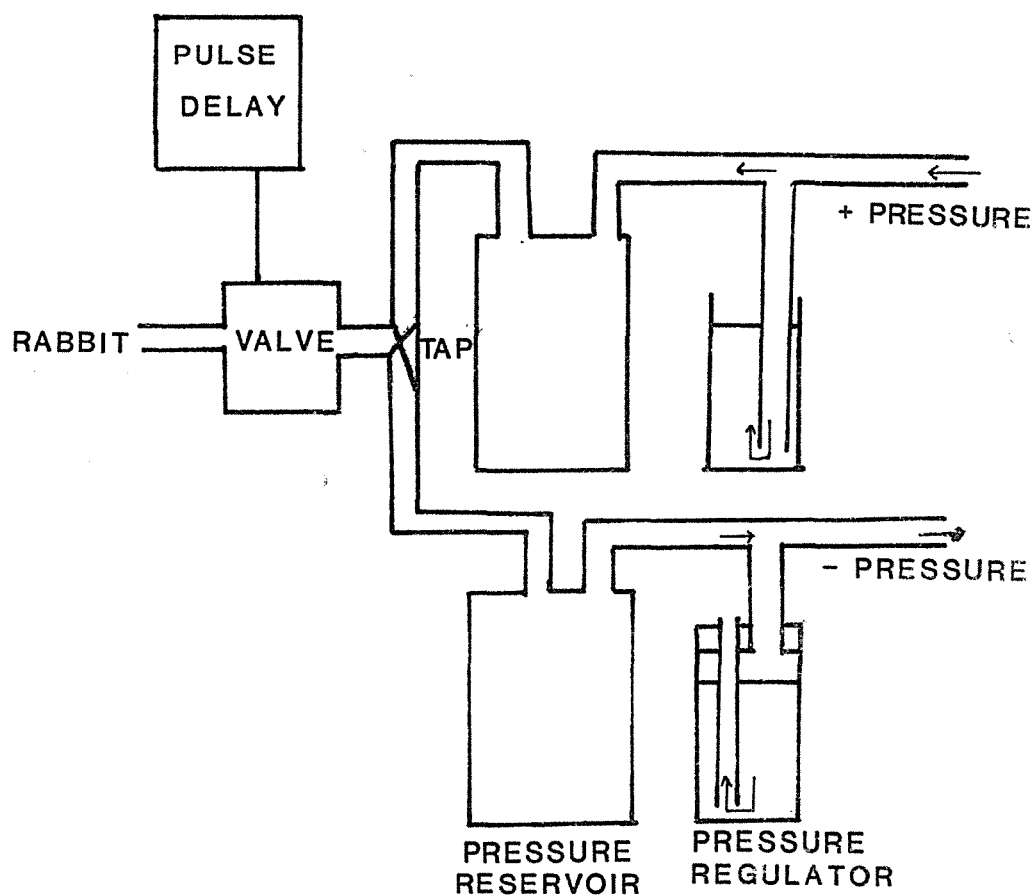 PULSE
DELAY
+ PRESSURE
RABBIT
VALVE
TAP
- PRESSURE
PRESSURE
RESERVOIR
PRESSURE
REGULATOR